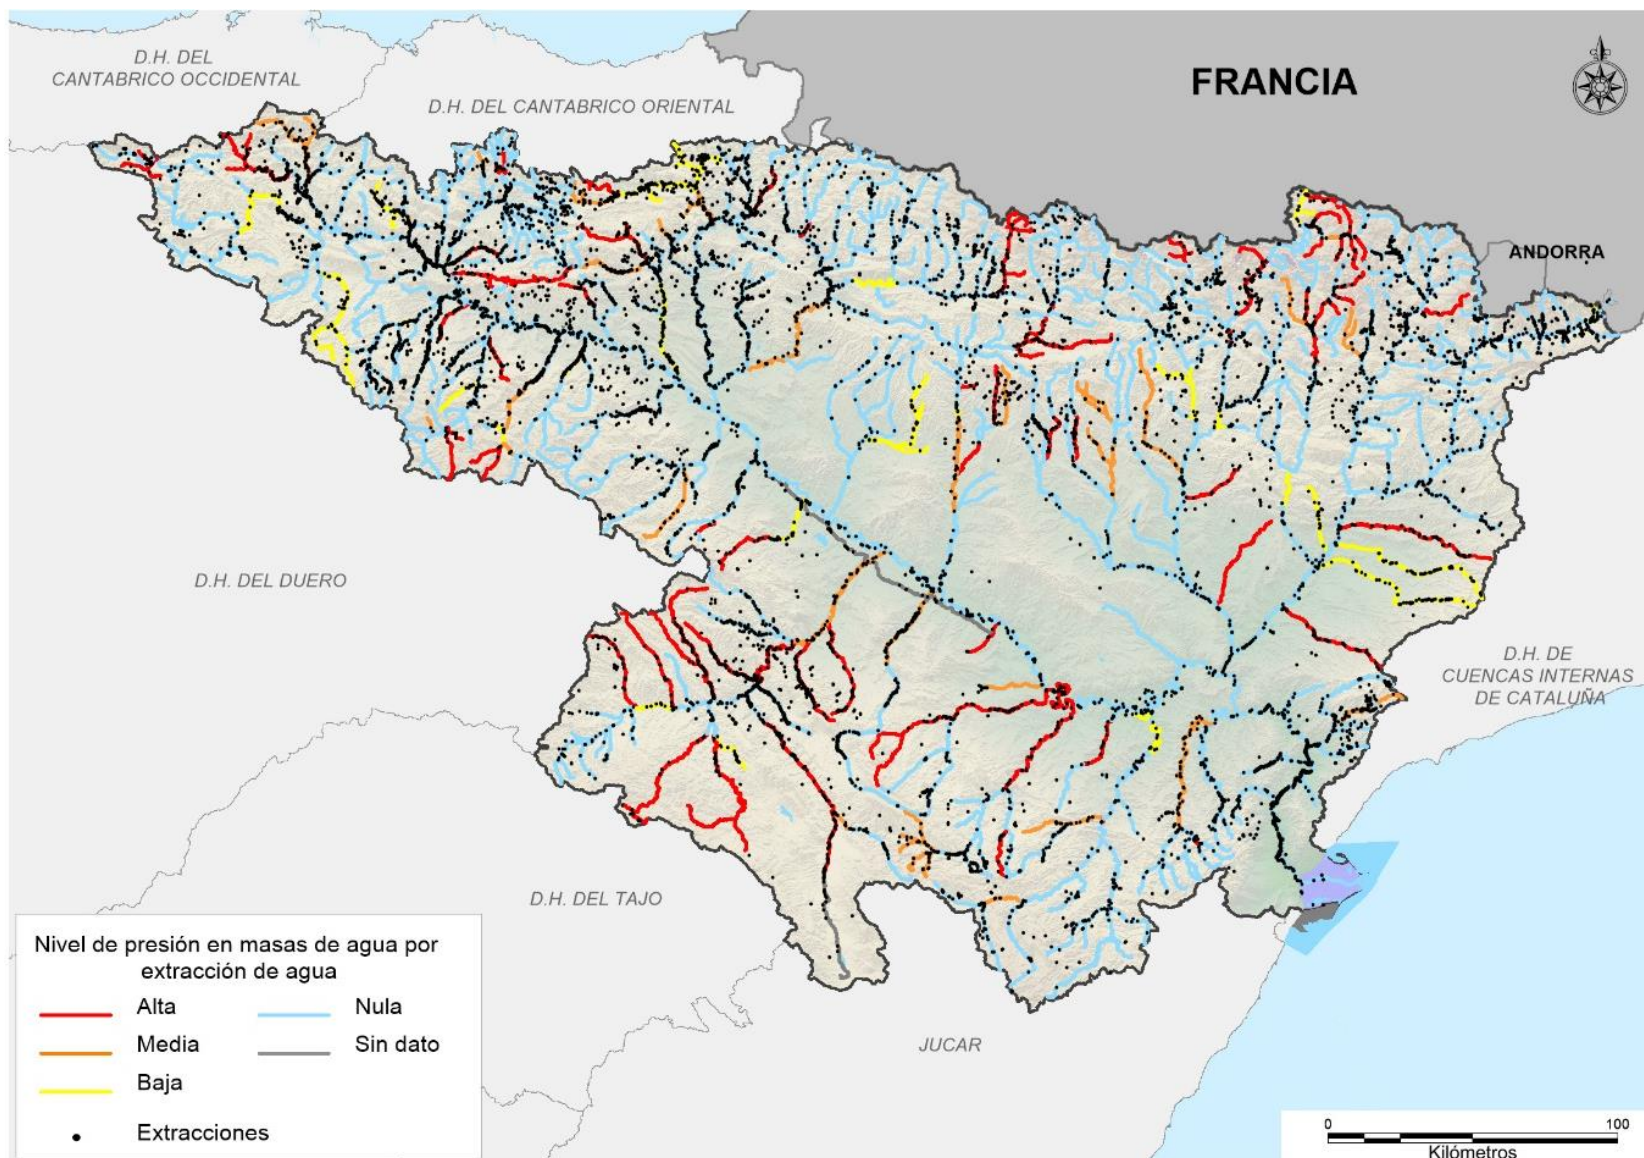 D.H. DEL
CANTABRICO OCCIDENTAL
D.H. DEL CANTABRICO ORIENTAL
FRANCIA
ANDORRA
D.H. DEL DUERO
D.H. DE
CUENCAS INTERNAS
DE CATALUÑA
D.H. DEL TAJO
JUCAR
Nivel de presión en masas de agua por
extracción de agua
Alta
Nula
Media
Sin dato
Baja
Extracciones
0
100
Kilómetros